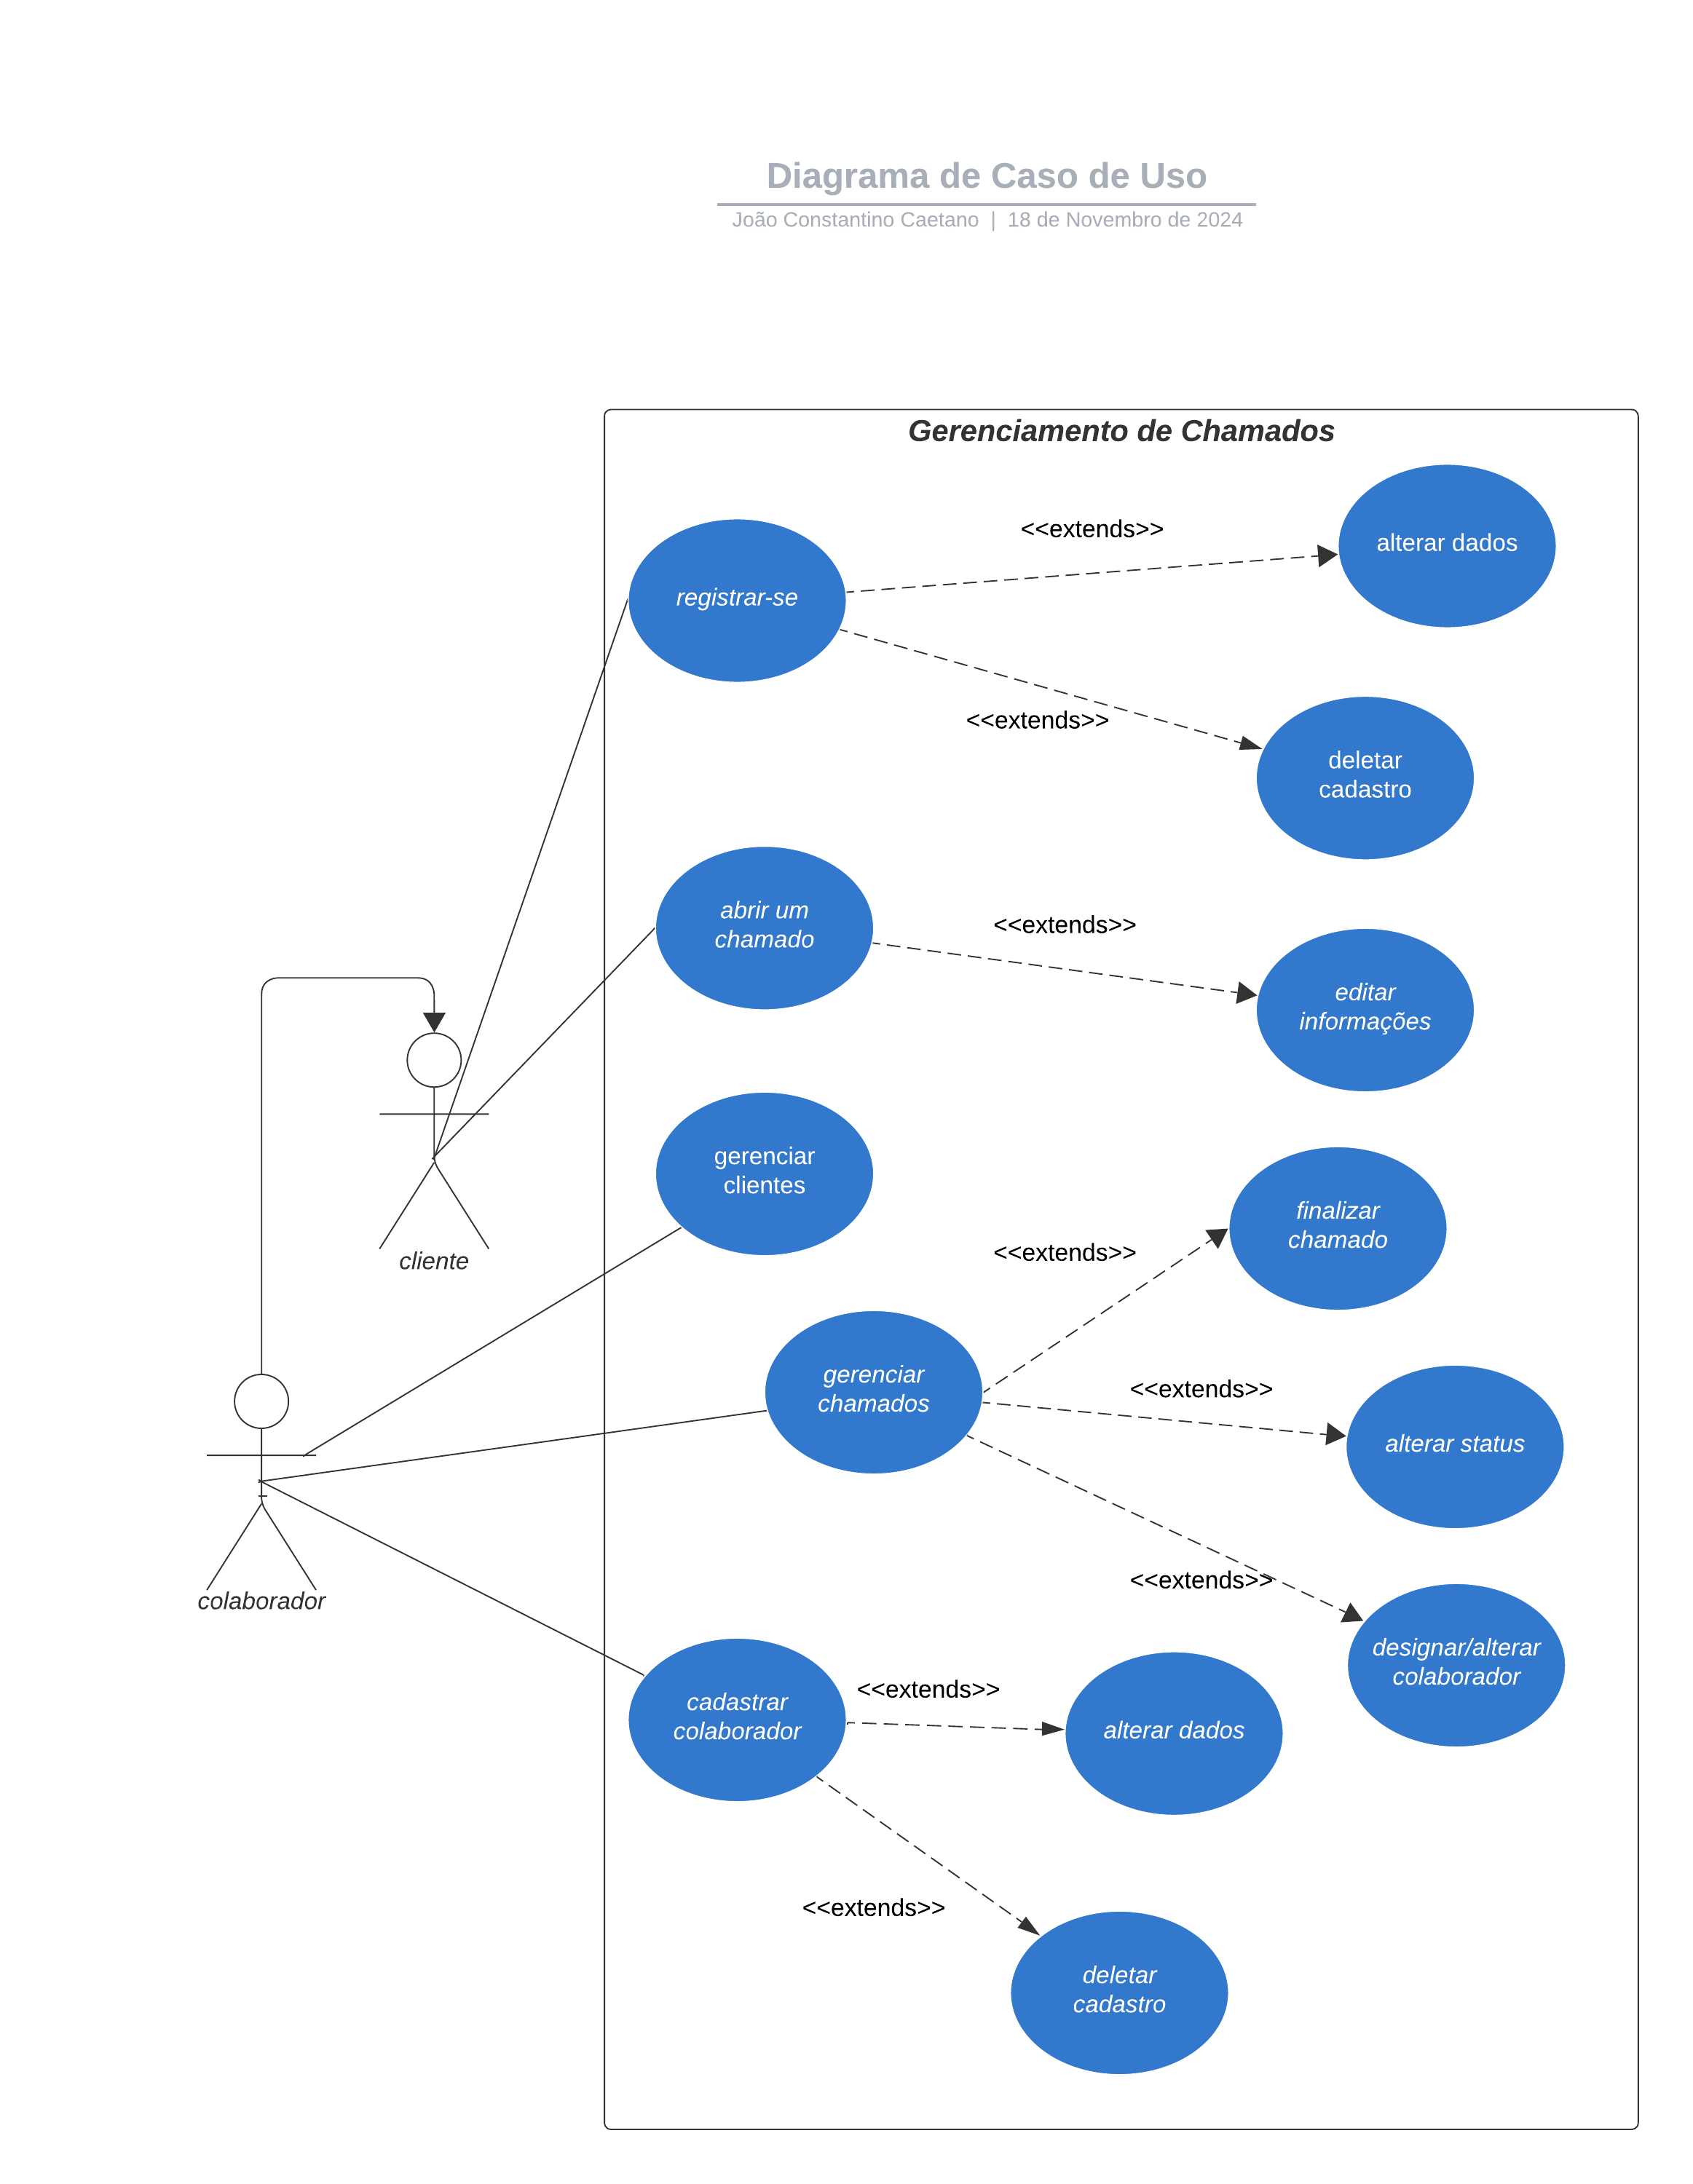 Diagrama de Caso de Uso
João Constantino Caetano | 18 de Novembro de 2024
Gerenciamento de Chamados
<<extends>>
alterar dados
registrar-se
<<extends>>
deletar
cadastro
abrir um
chamado
<<extends>>
editar
informações
gerenciar
clientes
cliente
<<extends>>
finalizar
chamado
gerenciar
chamados
<<extends>>
alterar status
colaborador
<<extends>>
designar/alterar
colaborador
cadastrar
colaborador
<<extends>>
alterar dados
<<extends>>
deletar
cadastro